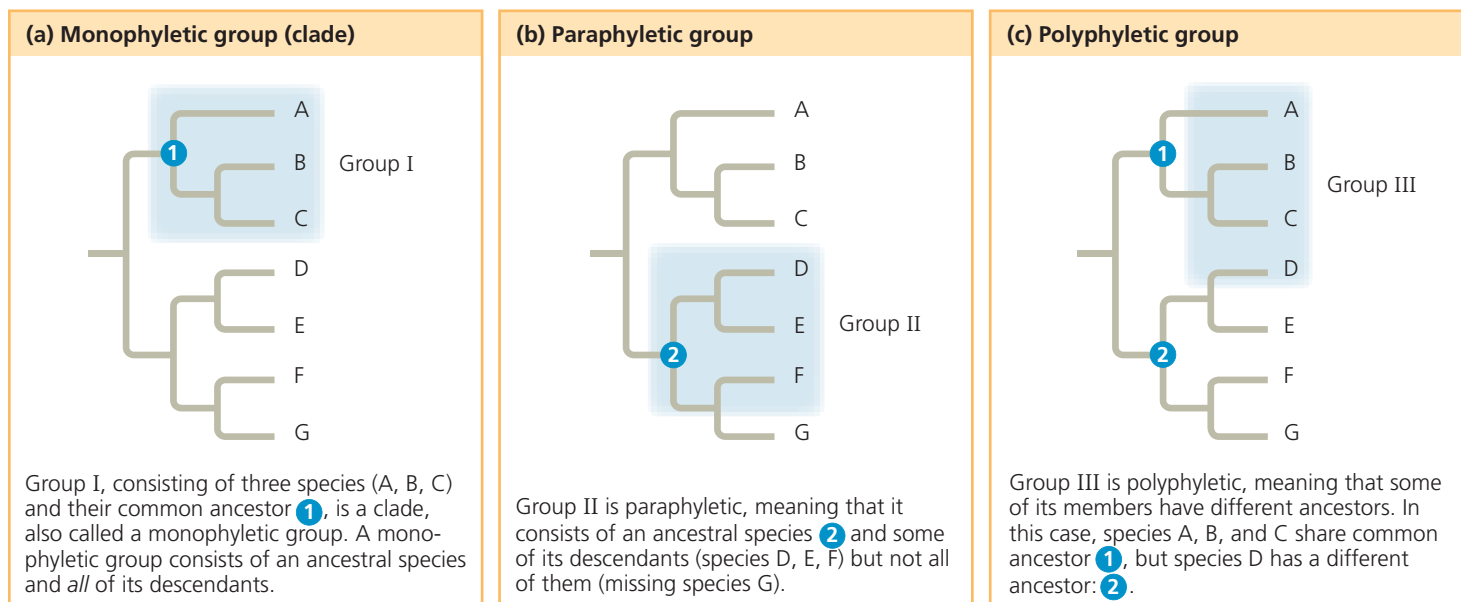 (a) Monophyletic group (clade)
A
1
B
Group I
C
D
E
F
G
Group I, consisting of three species (A, B, C)
and their common ancestor 1, is a clade,
also called a monophyletic group. A mono-
phyletic group consists of an ancestral species
and all of its descendants.
(b) Paraphyletic group
A
B
C
D
E
Group II
2
F
G
Group II is paraphyletic, meaning that it
consists of an ancestral species 2 and some
of its descendants (species D, E, F) but not all
of them (missing species G).
(c) Polyphyletic group
A
1
B
Group III
C
D
E
2
F
G
Group III is polyphyletic, meaning that some
of its members have different ancestors. In
this case, species A, B, and C share common
ancestor 1, but species D has a different
ancestor: 2.